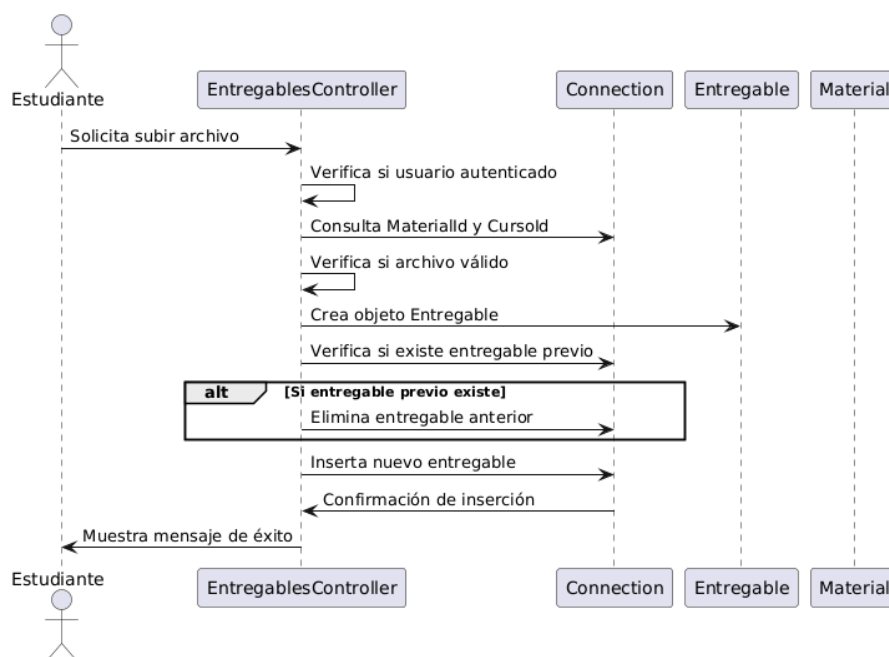 Estudiante
EntregablesController
Connection
Entregable
Material
Solicita subir archivo
Verifica si usuario autenticado
Consulta MaterialId y CursoId
Verifica si archivo válido
Crea objeto Entregable
Verifica si existe entregable previo
alt [Si entregable previo existe]
Elimina entregable anterior
Inserta nuevo entregable
Confirmación de inserción
Muestra mensaje de éxito
Estudiante
EntregablesController
Connection
Entregable
Material